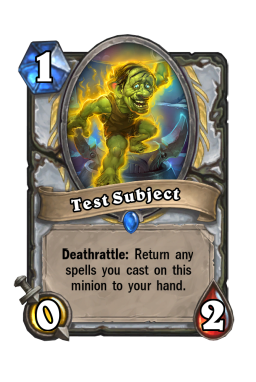 1
Test Subject
Deathrattle: Return any
spells you cast on this
minion to your hand.
0
2